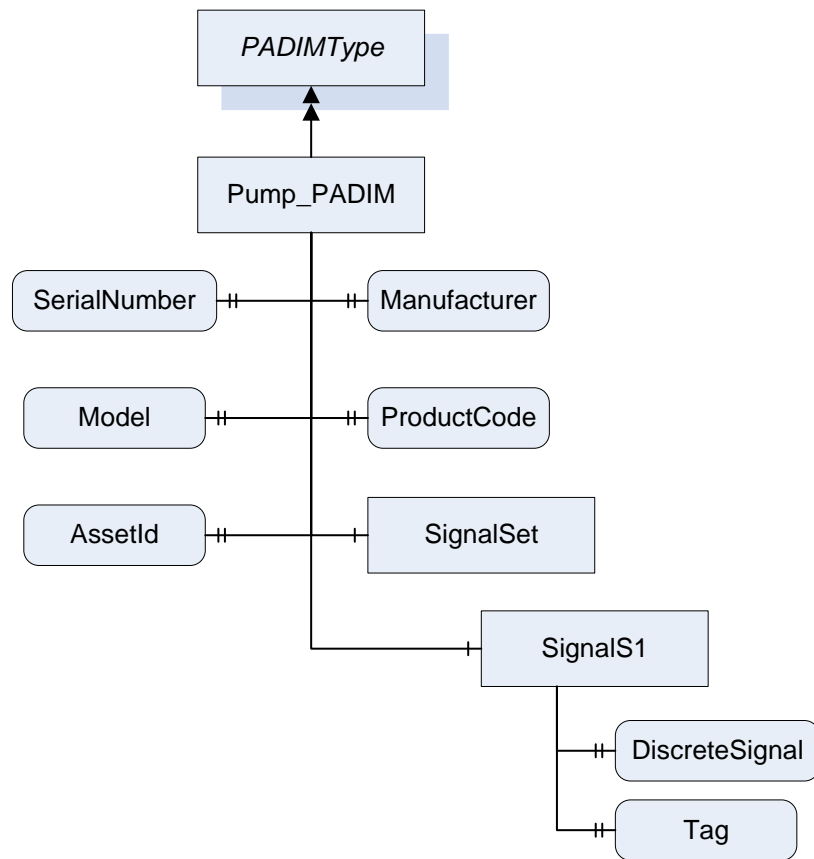 PADIMType
Pump_PADIM
SerialNumber
Manufacturer
Model
ProductCode
AssetId
SignalSet
SignalS1
DiscreteSignal
Tag